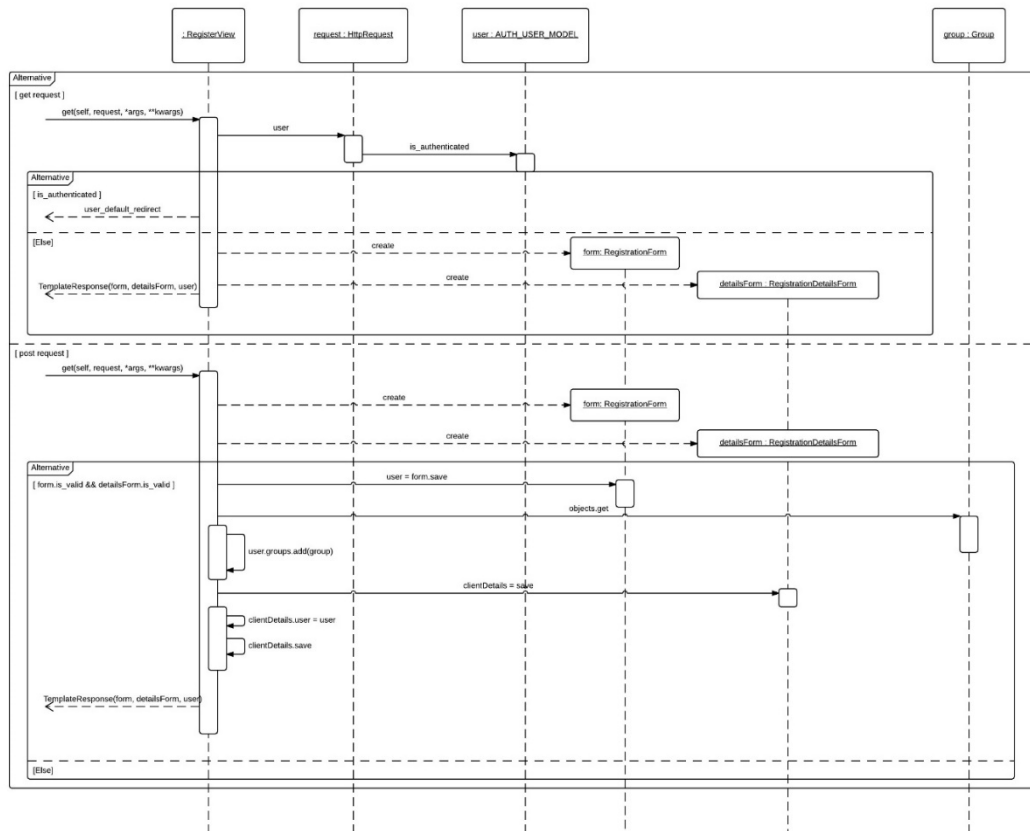 : RegisterView
request : HttpRequest
user : AUTH_USER_MODEL
group : Group
Alternative
[ get request ]
get(self, request, *args, **kwargs)
user
is_authenticated
Alternative
[ is_authenticated ]
user_default_redirect
[Else]
create
form: RegistrationForm
create
TemplateResponse(form, detailsForm, user)
detailsForm : RegistrationDetailsForm
[ post request ]
get(self, request, *args, **kwargs)
create
form: RegistrationForm
create
detailsForm : RegistrationDetailsForm
Alternative
[ form.is_valid && detailsForm.is_valid ]
user = form.save
objects.get
user.groups.add(group)
clientDetails = save
clientDetails.user = user
clientDetails.save
TemplateResponse(form, detailsForm, user)
[Else]